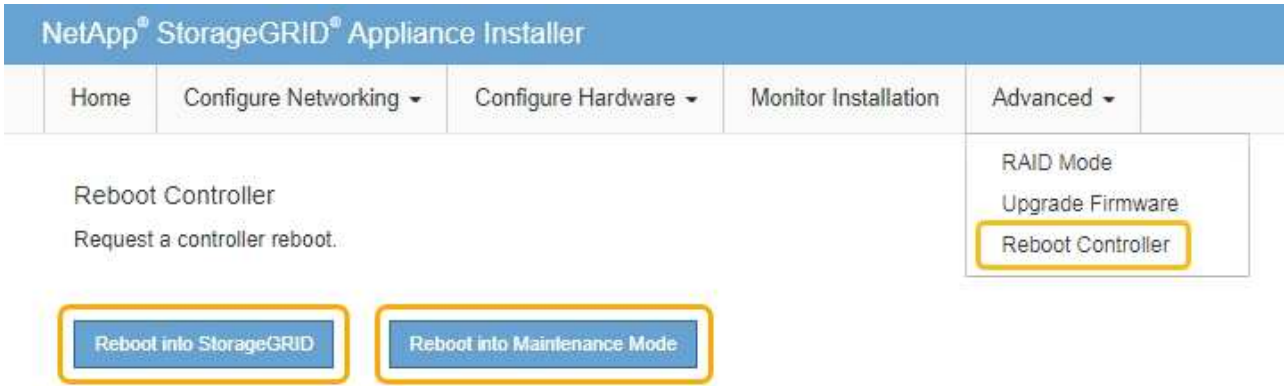 NetApp® StorageGRID® Appliance Installer
Home Configure Networking Configure Hardware Monitor Installation Advanced
RAID Mode
Upgrade Firmware
Reboot Controller
Reboot Controller
Request a controller reboot.
Reboot into StorageGRID Reboot into Maintenance Mode